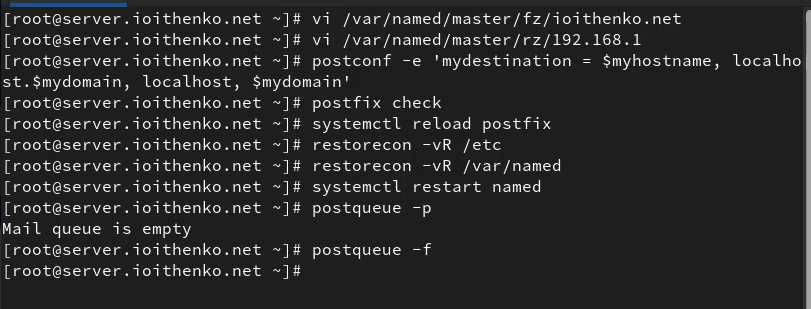 [root@server.ioithenko.net ~]# vi /var/named/master/fz/ioithenko.net
[root@server.ioithenko.net ~]# vi /var/named/master/rz/192.168.1
[root@server.ioithenko.net ~]# postconf -e 'mydestination = $myhostname, localho
st.$mydomain, localhost, $mydomain'
[root@server.ioithenko.net ~]# postfix check
[root@server.ioithenko.net ~]# systemctl reload postfix
[root@server.ioithenko.net ~]# restorecon -vR /etc
[root@server.ioithenko.net ~]# restorecon -vR /var/named
[root@server.ioithenko.net ~]# systemctl restart named
[root@server.ioithenko.net ~]# postqueue -p
Mail queue is empty
[root@server.ioithenko.net ~]# postqueue -f
[root@server.ioithenko.net ~]#